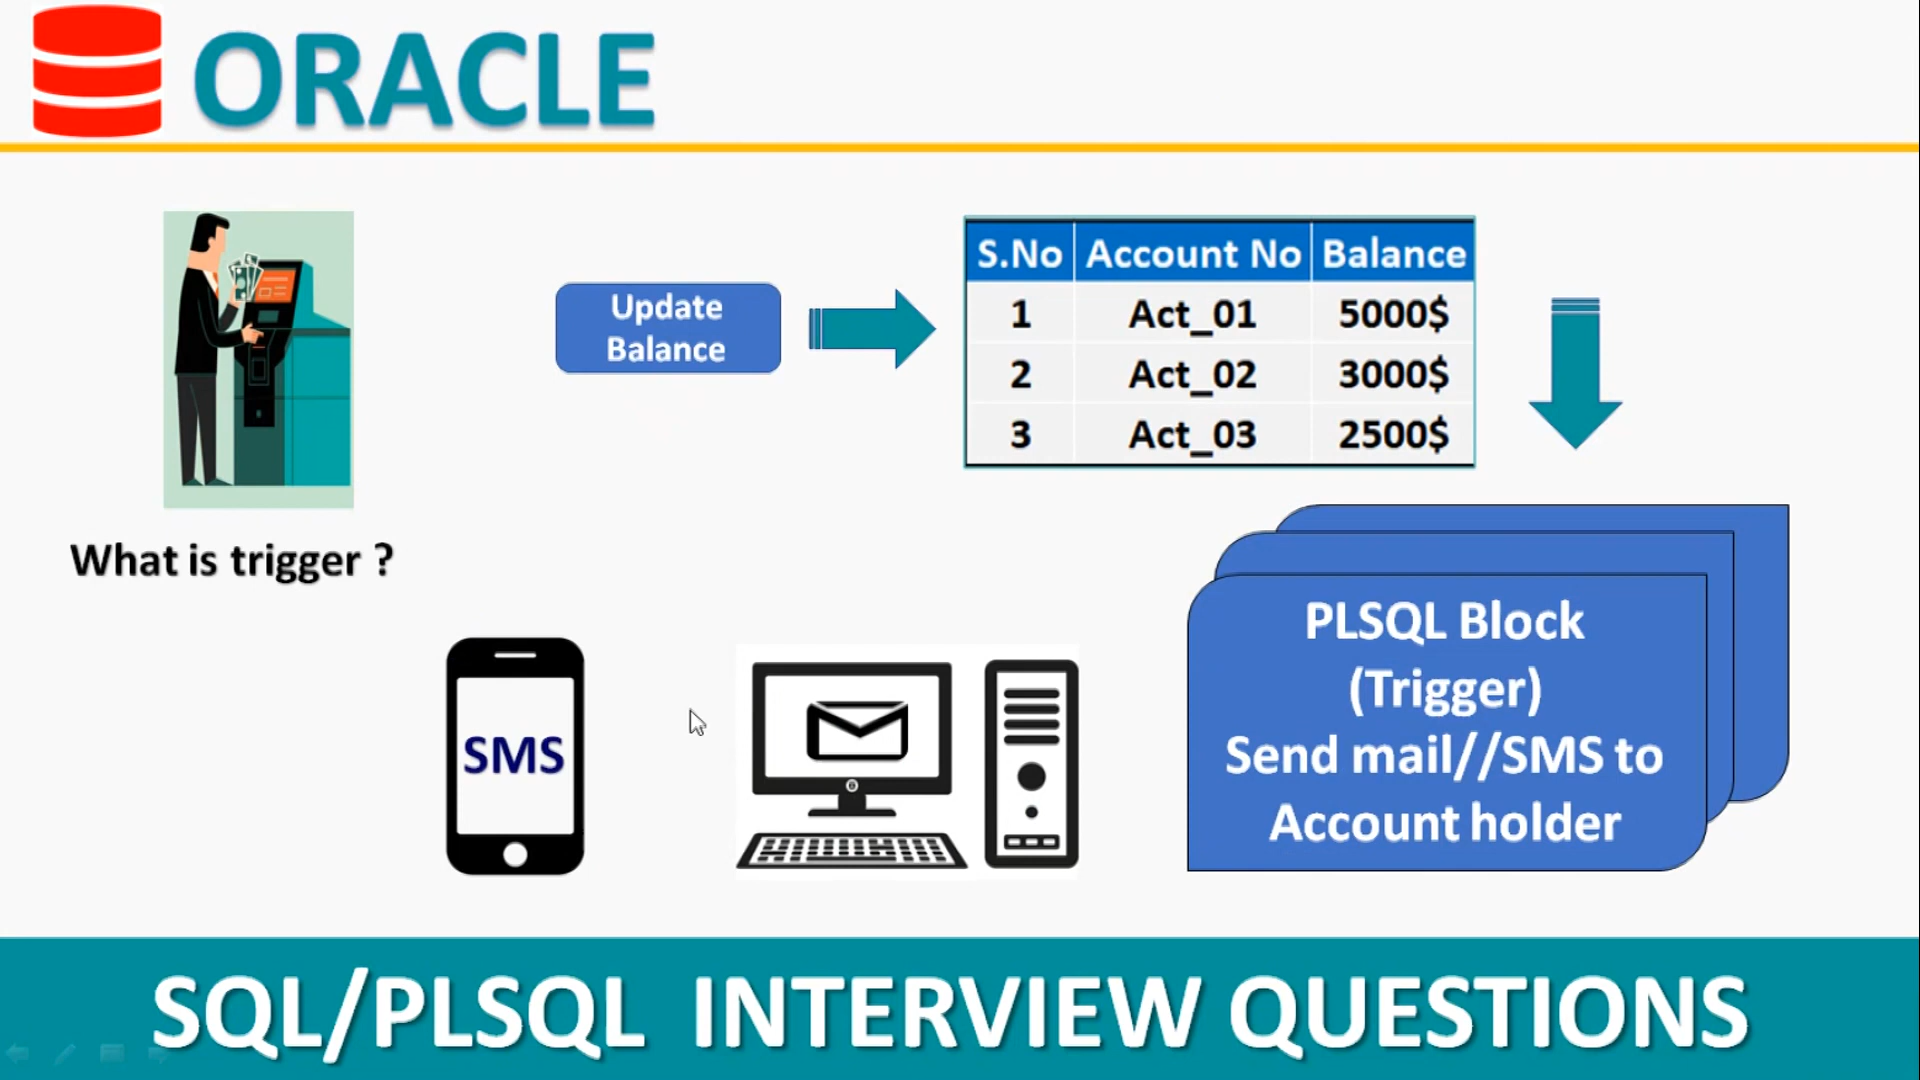 ORACLE
Update
Balance
S.No Account No Balance
1 Act_01 5000$
2 Act_02 3000$
3 Act_03 2500$
What is trigger ?
SMS
PLSQL Block
(Trigger)
Send mail//SMS to
Account holder
SQL/PLSQL INTERVIEW QUESTIONS